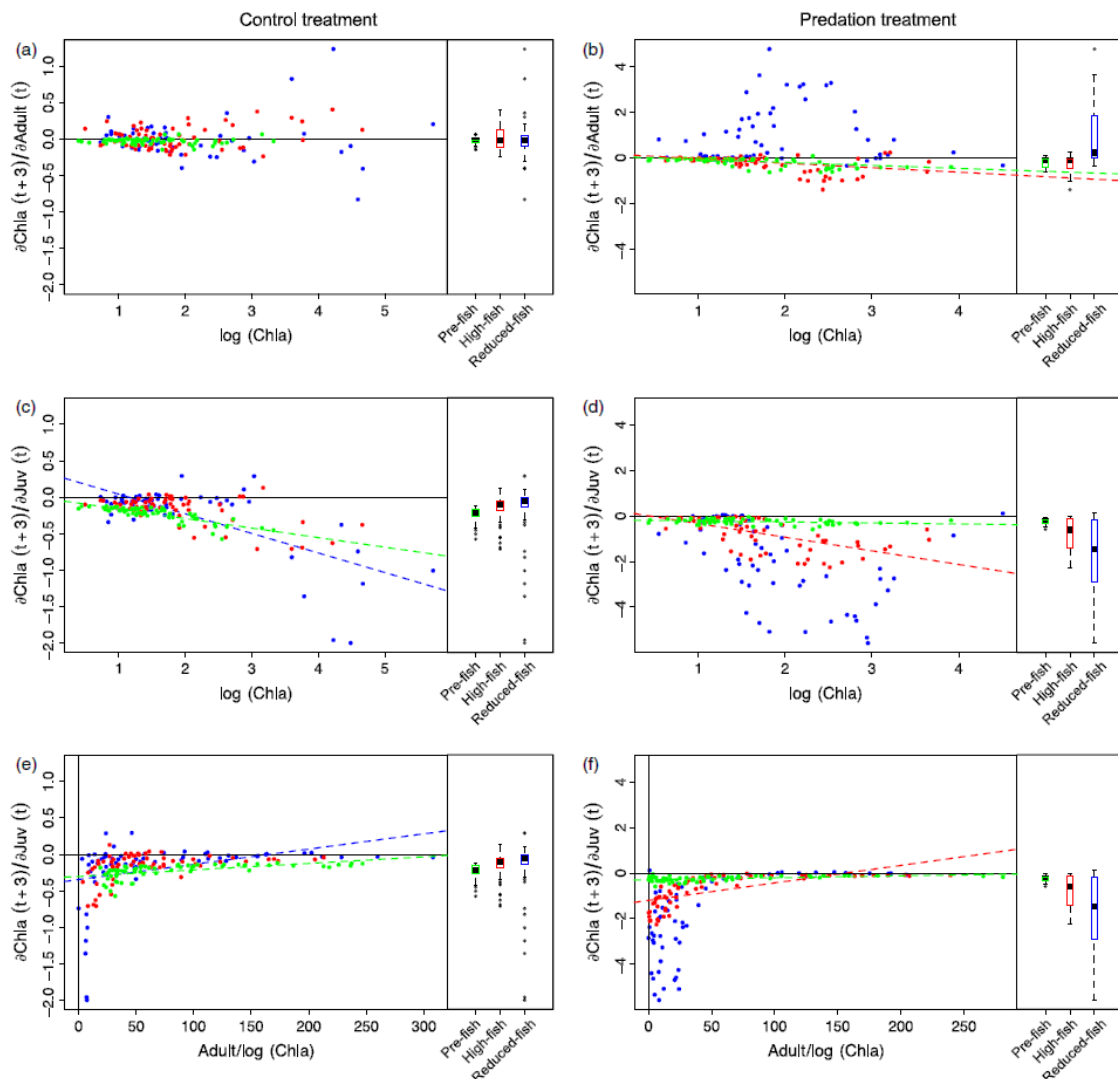 Control treatment
Predation treatment
(a)
∂Chla (t + 3)/∂Adult (t)
1.0
0.5
0.0
−0.5
−1.0
−1.5
−2.0
1 2 3 4 5
log (Chla)
Pre-fish
High-fish
Reduced-fish
(b)
∂Chla (t + 3)/∂Adult (t)
4
2
0
−2
−4
1 2 3 4
log (Chla)
Pre-fish
High-fish
Reduced-fish
(c)
∂Chla (t + 3)/∂Juv (t)
1.0
0.5
0.0
−0.5
−1.0
−1.5
−2.0
1 2 3 4 5
log (Chla)
Pre-fish
High-fish
Reduced-fish
(d)
∂Chla (t + 3)/∂Juv (t)
4
2
0
−2
−4
1 2 3 4
log (Chla)
Pre-fish
High-fish
Reduced-fish
(e)
∂Chla (t + 3)/∂Juv (t)
1.0
0.5
0.0
−0.5
−1.0
−1.5
−2.0
0 50 100 150 200 250 300
Adult/log (Chla)
Pre-fish
High-fish
Reduced-fish
(f)
∂Chla (t + 3)/∂Juv (t)
4
2
0
−2
−4
0 50 100 150 200 250
Adult/log (Chla)
Pre-fish
High-fish
Reduced-fish